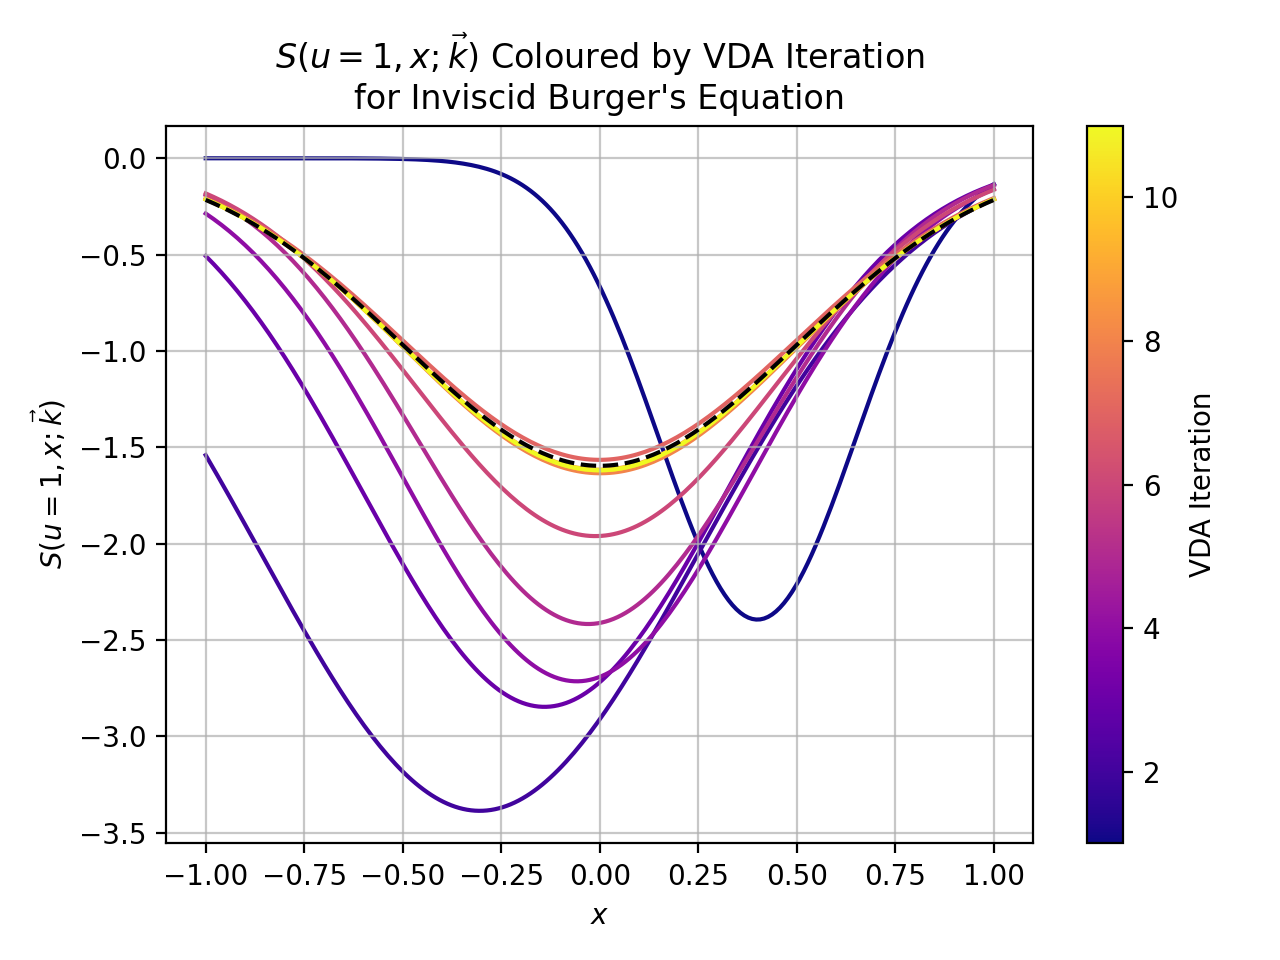 S(u = 1, x; k⃗) Coloured by VDA Iteration
for Inviscid Burger's Equation
S(u = 1, x; k⃗)
0.0
−0.5
−1.0
−1.5
−2.0
−2.5
−3.0
−3.5
−1.00 −0.75 −0.50 −0.25 0.00 0.25 0.50 0.75 1.00
x
10
8
6
4
2
VDA Iteration